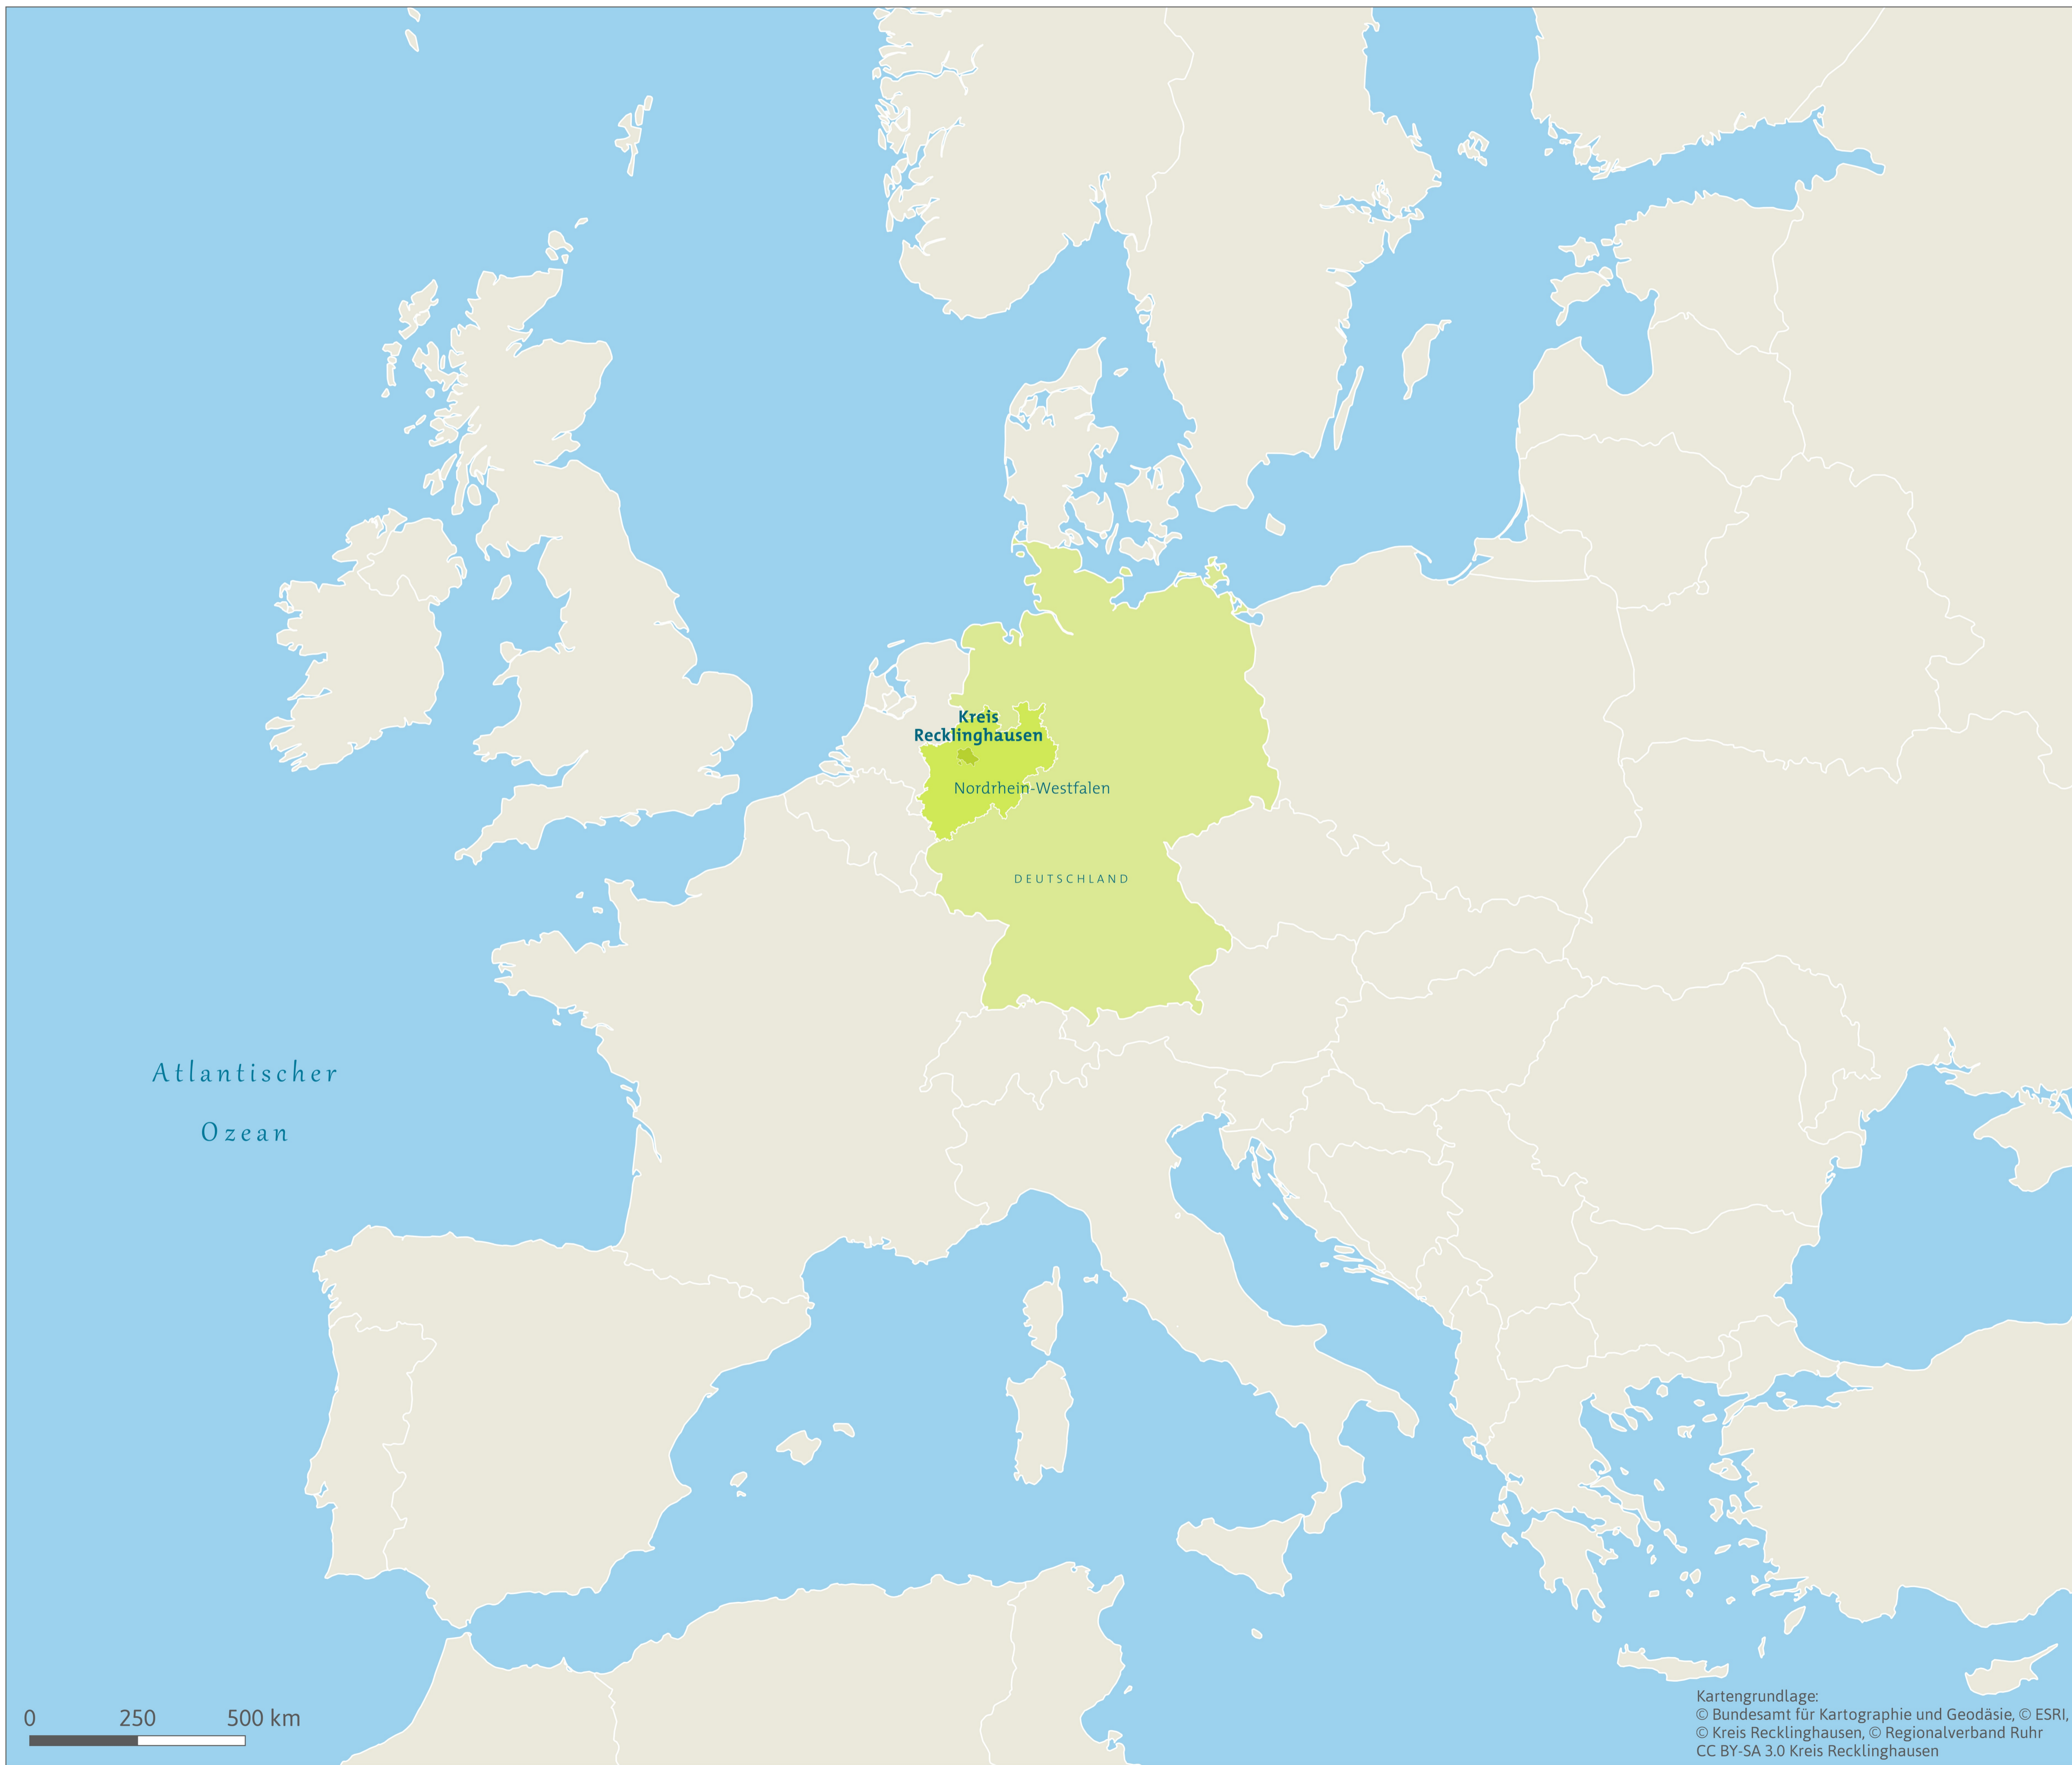 Kreis
Recklinghausen
Nordrhein-Westfalen
DEUTSCHLAND
Atlantischer
Ozean
0 250 500 km
Kartengrundlage:
© Bundesamt für Kartographie und Geodäsie, © ESRI,
© Kreis Recklinghausen, © Regionalverband Ruhr
CC BY-SA 3.0 Kreis Recklinghausen